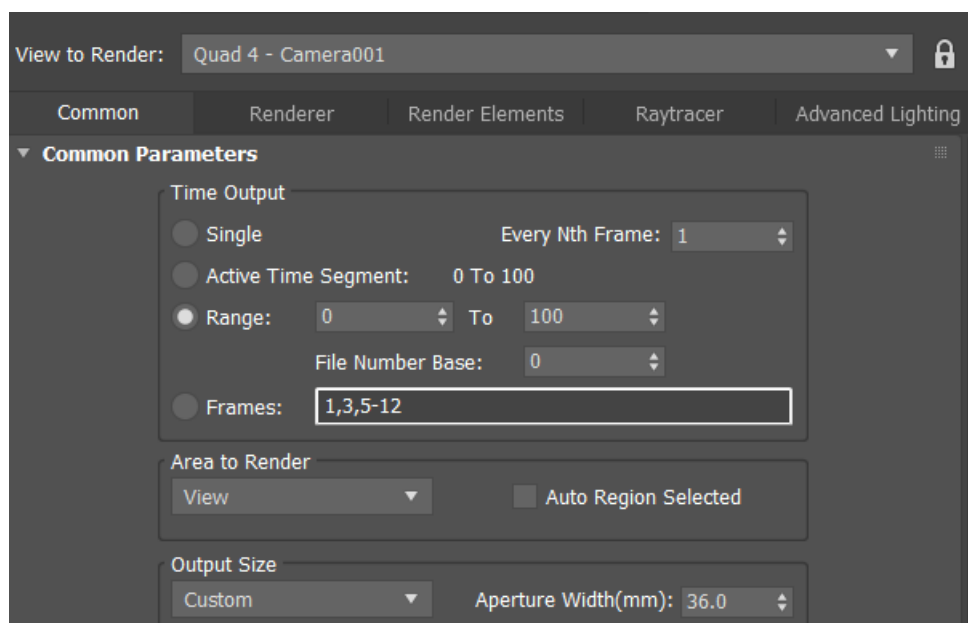 View to Render: Quad 4 - Camera001
Common Renderer Render Elements Raytracer Advanced Lighting
Common Parameters
Time Output
Single Every Nth Frame: 1
Active Time Segment: 0 To 100
Range: 0 To 100
File Number Base: 0
Frames: 1,3,5-12
Area to Render
View Auto Region Selected
Output Size
Custom Aperture Width(mm): 36.0